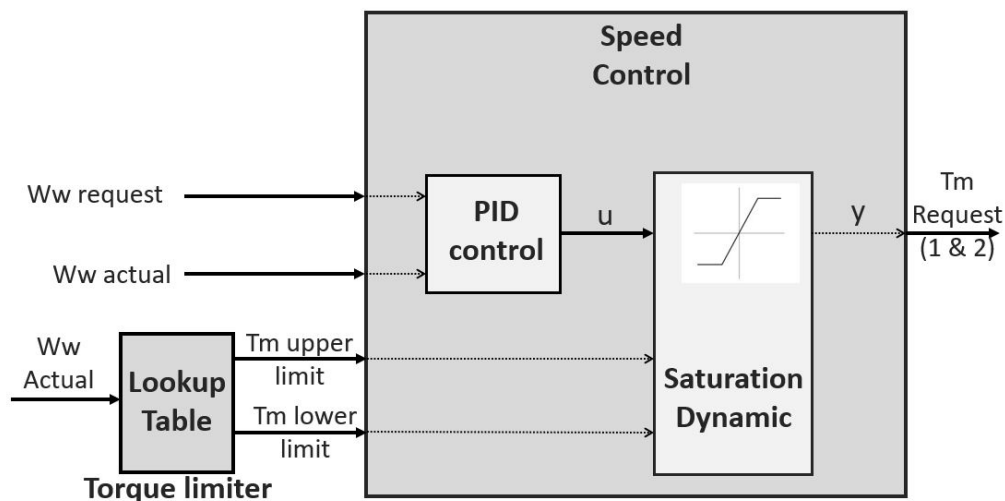 Speed
Control
Ww request
PID
control
u
y
Tm
Request
(1 & 2)
Ww actual
Ww
Actual
Lookup
Table
Torque limiter
Tm upper
limit
Tm lower
limit
Saturation
Dynamic